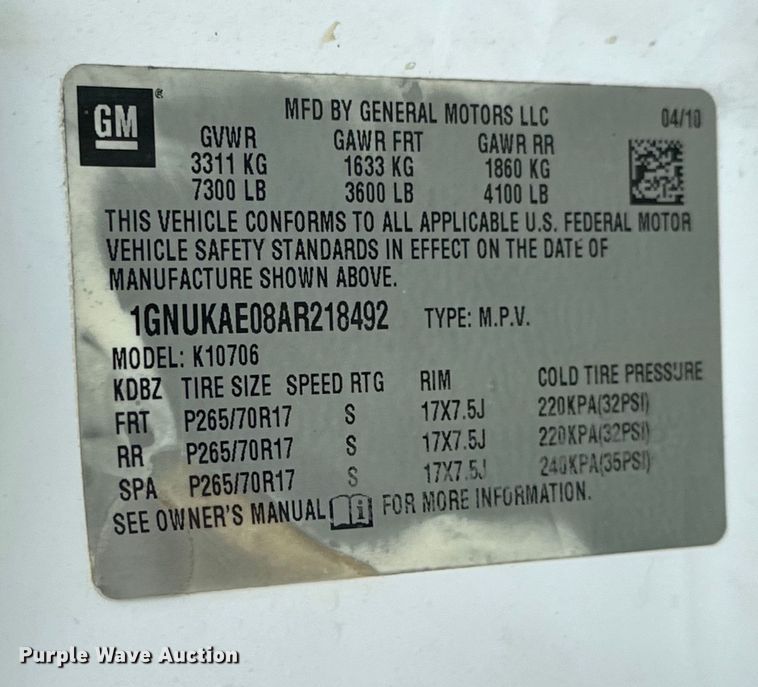 GM ®
MFD BY GENERAL MOTORS LLC 04/10
GVWR GAWR FRT GAWR RR
3311 KG 1633 KG 1860 KG
7300 LB 3600 LB 4100 LB
THIS VEHICLE CONFORMS TO ALL APPLICABLE U.S. FEDERAL MOTOR
VEHICLE SAFETY STANDARDS IN EFFECT ON THE DATE OF
MANUFACTURE SHOWN ABOVE.
1GNUKAE08AR218492 TYPE: M.P.V.
MODEL: K10706
KDBZ TIRE SIZE SPEED RTG RIM COLD TIRE PRESSURE
FRT P265/70R17 S 17X7.5J 220KPA(32PSI)
RR P265/70R17 S 17X7.5J 220KPA(32PSI)
SPA P265/70R17 S 17X7.5J 240KPA(35PSI)
SEE OWNER'S MANUAL FOR MORE INFORMATION.
Purple Wave Auction